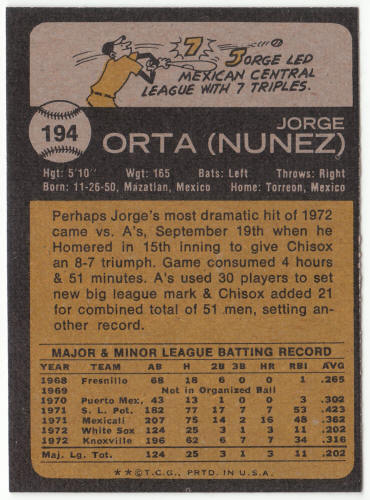 7
JORGE LED
MEXICAN CENTRAL
LEAGUE WITH 7 TRIPLES.
194
JORGE
ORTA (NUNEZ)
Hgt: 5'10" Wgt: 165 Bats: Left Throws: Right
Born: 11-26-50, Mazatlan, Mexico Home: Torreon, Mexico
Perhaps Jorge's most dramatic hit of 1972
came vs. A's, September 19th when he
Homered in 15th inning to give Chisox
an 8-7 triumph. Game consumed 4 hours
& 51 minutes. A's used 30 players to set
new big league mark & Chisox added 21
for combined total of 51 men, setting an-
other record.
MAJOR & MINOR LEAGUE BATTING RECORD
YEAR TEAM AB H 2B 3B HR RBI AVG
1968 Fresnillo 68 18 6 0 0 1 .265
1969 Not in Organized Ball
1970 Puerto Mex. 43 13 1 0 0 3 .302
1971 S. L. Pot. 182 77 17 7 7 53 .423
1971 Mexicali 207 75 14 2 16 48 .362
1972 White Sox 124 25 3 1 3 11 .202
1972 Knoxville 196 62 6 7 7 34 .316
Maj. Lg. Tot. 124 25 3 1 3 11 .202
**©T.C.G., PRTD. IN U.S.A.